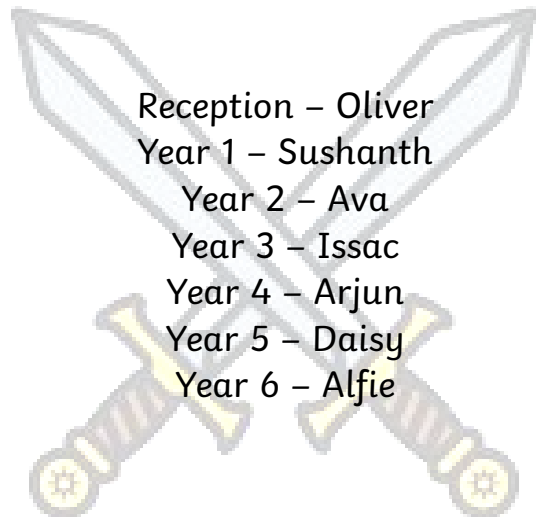 Reception – Oliver
Year 1 – Sushanth
Year 2 – Ava
Year 3 – Issac
Year 4 – Arjun
Year 5 – Daisy
Year 6 – Alfie